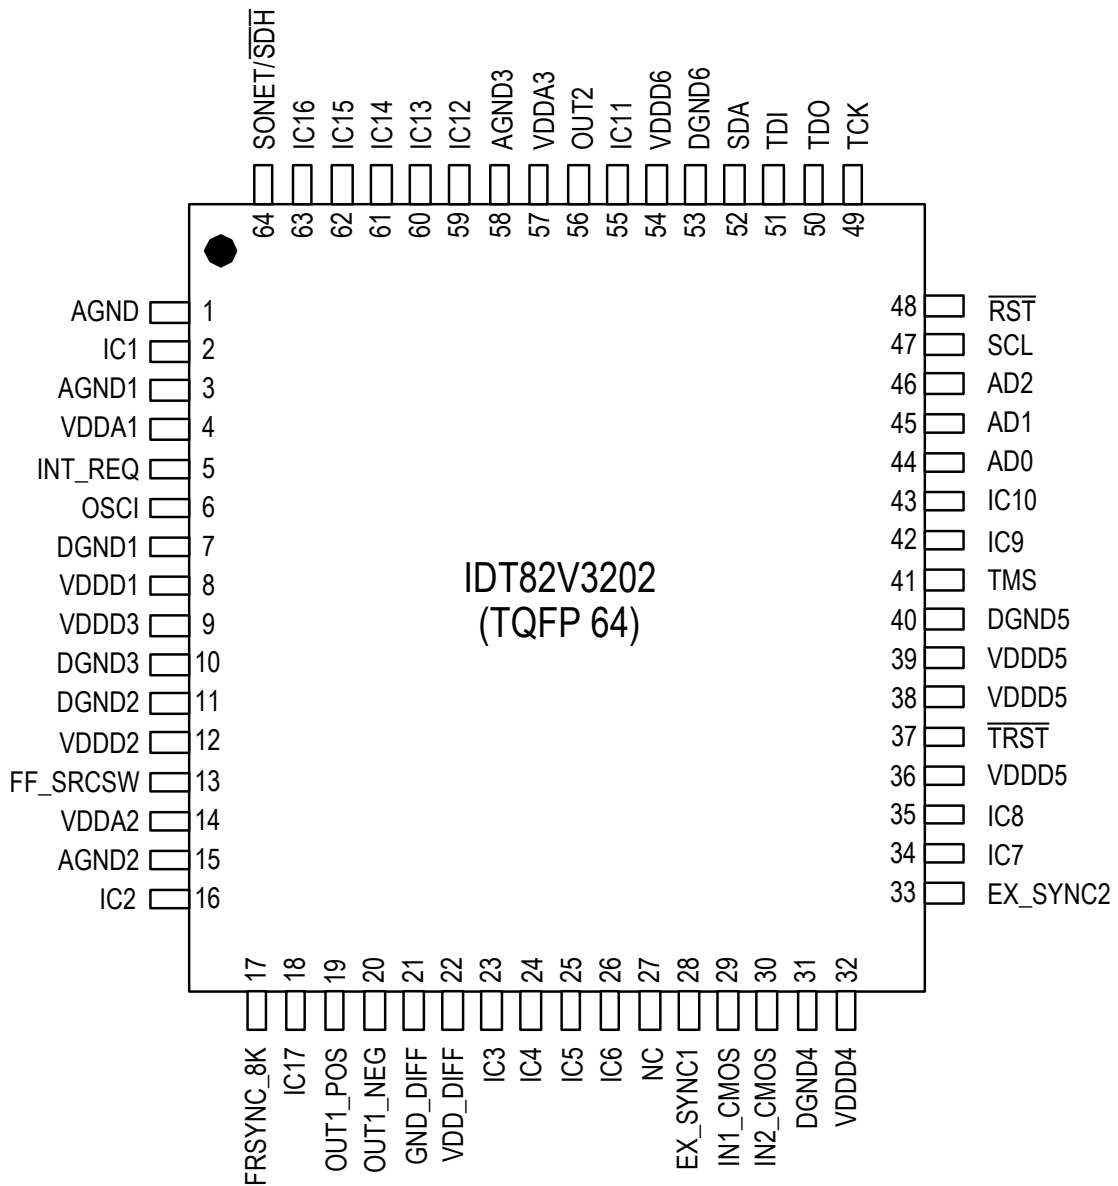 SONET/SDH
IC16
IC15
IC14
IC13
IC12
AGND3
VDDA3
OUT2
IC11
VDDD6
DGND6
SDA
TDI
TDO
TCK
64
63
62
61
60
59
58
57
56
55
54
53
52
51
50
49
AGND 1
IC1 2
AGND1 3
VDDA1 4
INT_REQ 5
OSCI 6
DGND1 7
VDDD1 8
VDDD3 9
DGND3 10
DGND2 11
VDDD2 12
FF_SRCSW 13
VDDA2 14
AGND2 15
IC2 16
IDT82V3202
(TQFP 64)
48 RST
47 SCL
46 AD2
45 AD1
44 AD0
43 IC10
42 IC9
41 TMS
40 DGND5
39 VDDD5
38 VDDD5
37 TRST
36 VDDD5
35 IC8
34 IC7
33 EX_SYNC2
17
18
19
20
21
22
23
24
25
26
27
28
29
30
31
32
FRSYNC_8K
IC17
OUT1_POS
OUT1_NEG
GND_DIFF
VDD_DIFF
IC3
IC4
IC5
IC6
NC
EX_SYNC1
IN1_CMOS
IN2_CMOS
DGND4
VDDD4